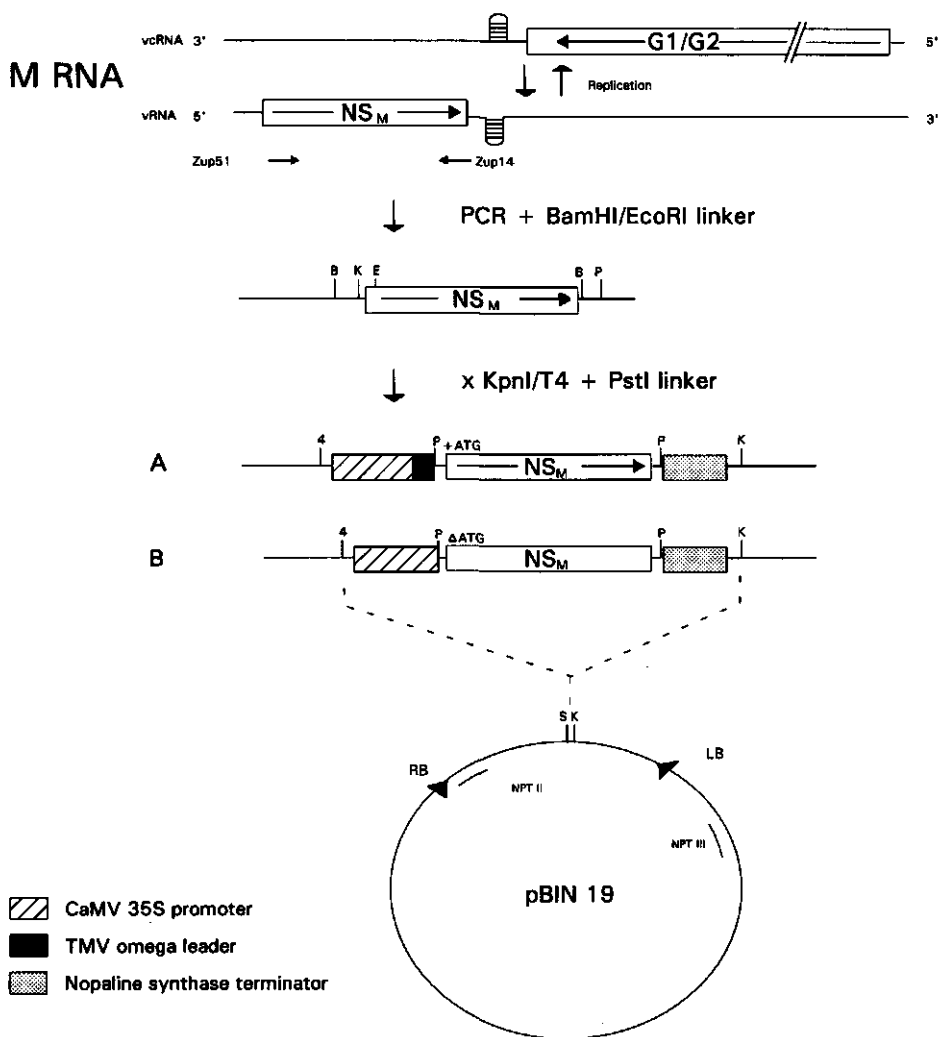 vcRNA 3' G1/G2 5'
M RNA
Replication
vRNA 5' NSM 3'
Zup51 Zup14
PCR + BamHI/EcoRI linker
B K E B P
NSM
x KpnI/T4 + PstI linker
4 P +ATG P K
A NSM
4 P ΔATG P K
B NSM
S K
RB LB
NPT II
NPT III
pBIN 19
CaMV 35S promoter
TMV omega leader
Nopaline synthase terminator